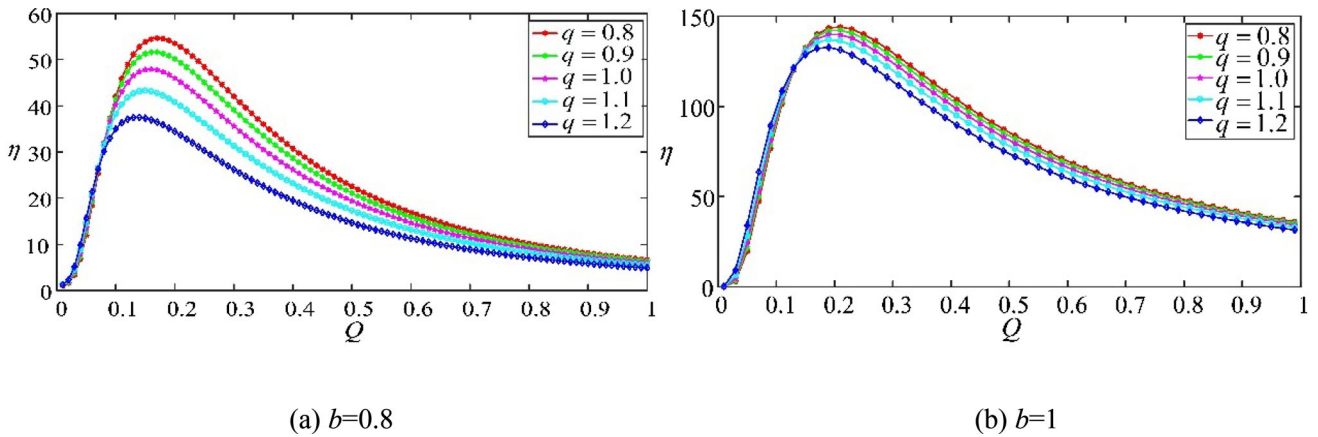 60
50
40
η 30
20
10
0
0 0.1 0.2 0.3 0.4 0.5 0.6 0.7 0.8 0.9 1
Q
q = 0.8
q = 0.9
q = 1.0
q = 1.1
q = 1.2
(a) b=0.8
150
100
η
50
0
0 0.1 0.2 0.3 0.4 0.5 0.6 0.7 0.8 0.9 1
Q
q = 0.8
q = 0.9
q = 1.0
q = 1.1
q = 1.2
(b) b=1